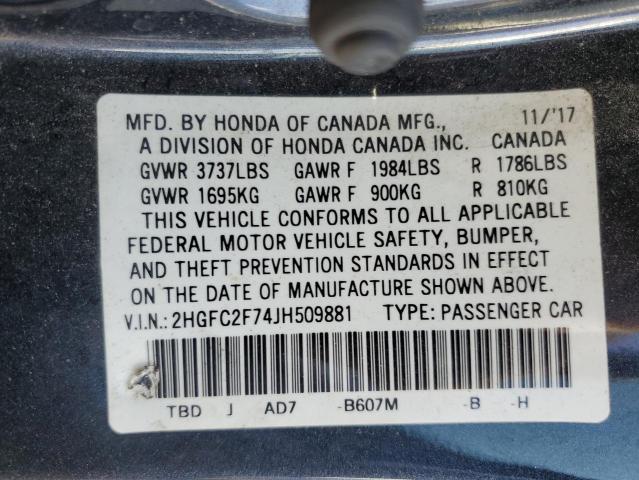 MFD. BY HONDA OF CANADA MFG., 11/'17
A DIVISION OF HONDA CANADA INC. CANADA
GVWR 3737LBS GAWR F 1984LBS R 1786LBS
GVWR 1695KG GAWR F 900KG R 810KG
THIS VEHICLE CONFORMS TO ALL APPLICABLE
FEDERAL MOTOR VEHICLE SAFETY, BUMPER,
AND THEFT PREVENTION STANDARDS IN EFFECT
ON THE DATE OF MANUFACTURE SHOWN ABOVE.
V.I.N.: 2HGFC2F74JH509881 TYPE: PASSENGER CAR
TBD J AD7 -B607M -B -H